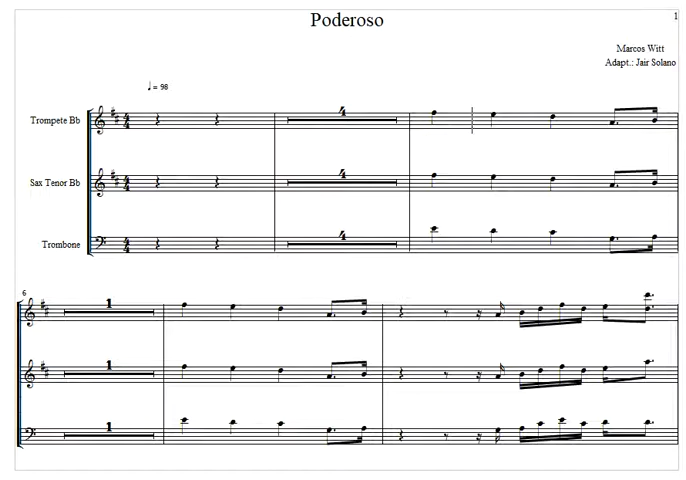 Poderoso
1
Marcos Witt
Adapt.: Jair Solano
♩ = 98
Trompete Bb
4
Sax Tenor Bb
4
Trombone
4
6
1
1
1